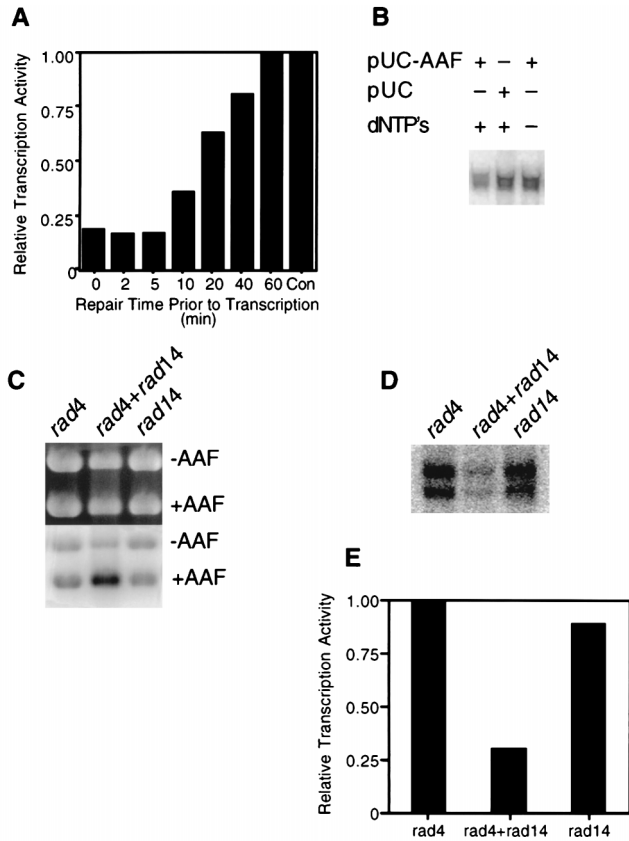 A
Relative Transcription Activity
1.00
0.75
0.50
0.25
0
0 2 5 10 20 40 60 Con
Repair Time Prior to Transcription
(min)
B
pUC-AAF + – +
pUC – + –
dNTP's + + –
C
rad4 rad4+rad14 rad14
-AAF
+AAF
-AAF
+AAF
D
rad4 rad4+rad14 rad14
E
Relative Transcription Activity
1.00
0.75
0.50
0.25
0
rad4 rad4+rad14 rad14